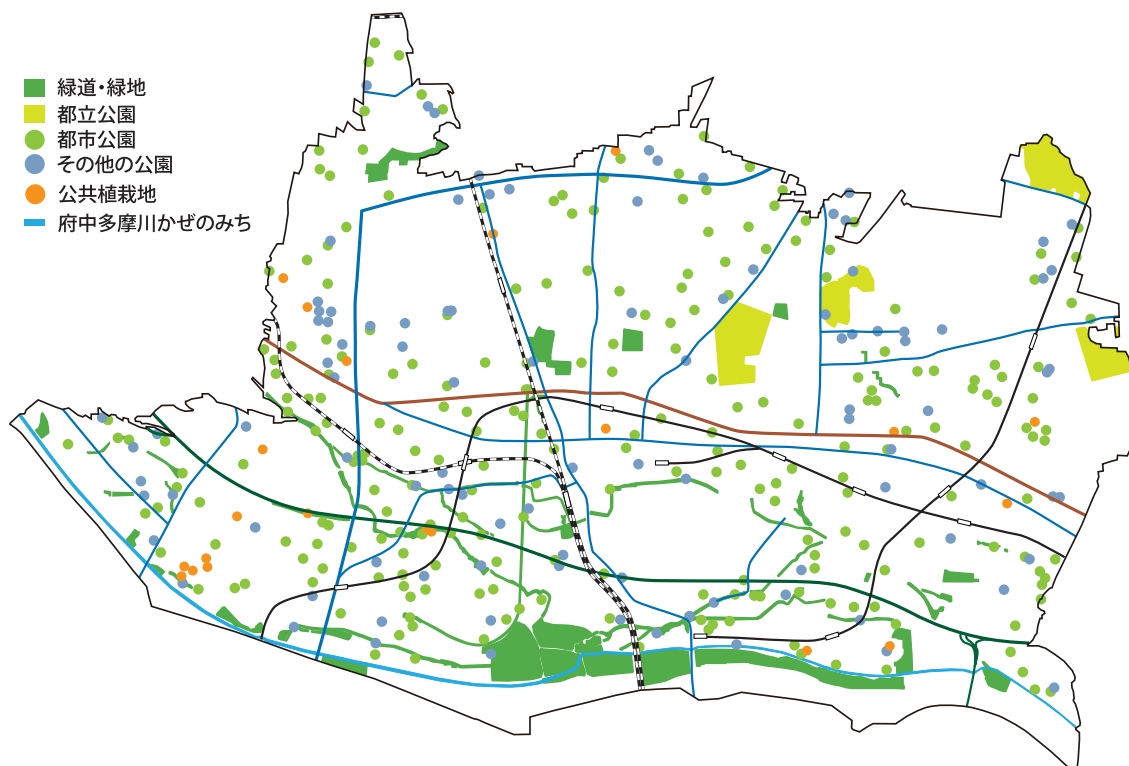 緑道・緑地
都立公園
都市公園
その他の公園
公共植栽地
府中多摩川かぜのみち